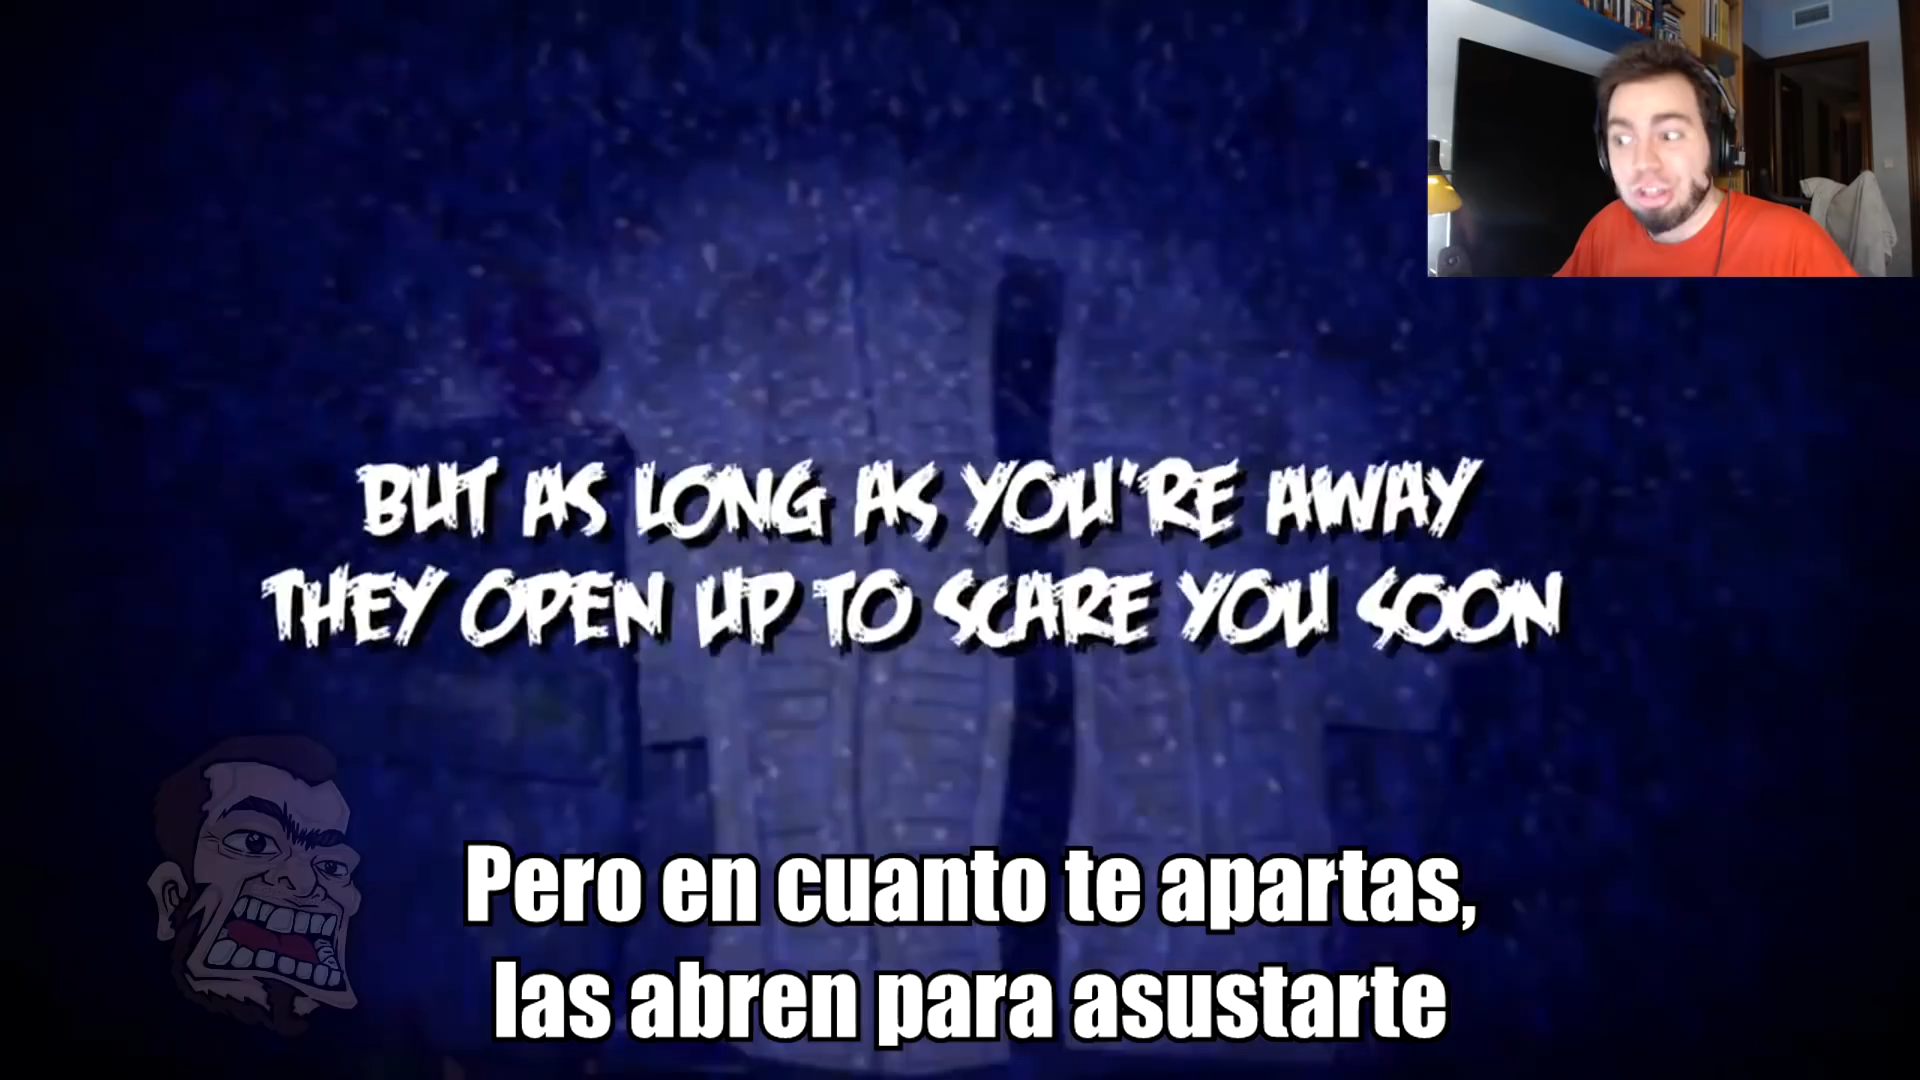 BUT AS LONG AS YOU'RE AWAY
THEY OPEN UP TO SCARE YOU SOON
Pero en cuanto te apartas,
las abren para asustarte